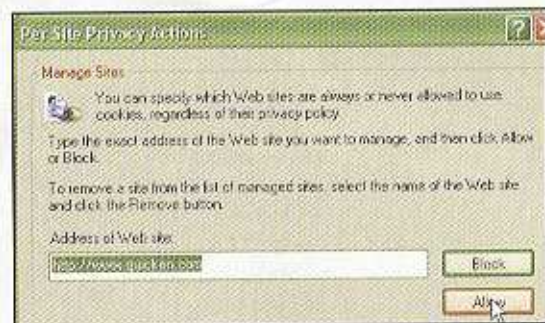 Per Site Privacy Actions
Manage Sites
You can specify which Web sites are always or never allowed to use
cookies, regardless of their privacy policy.
Type the exact address of the Web site you want to manage, and then click Allow
or Block.
To remove a site from the list of managed sites, select the name of the Web site
and click the Remove button.
Address of Web site:
Block
Allow